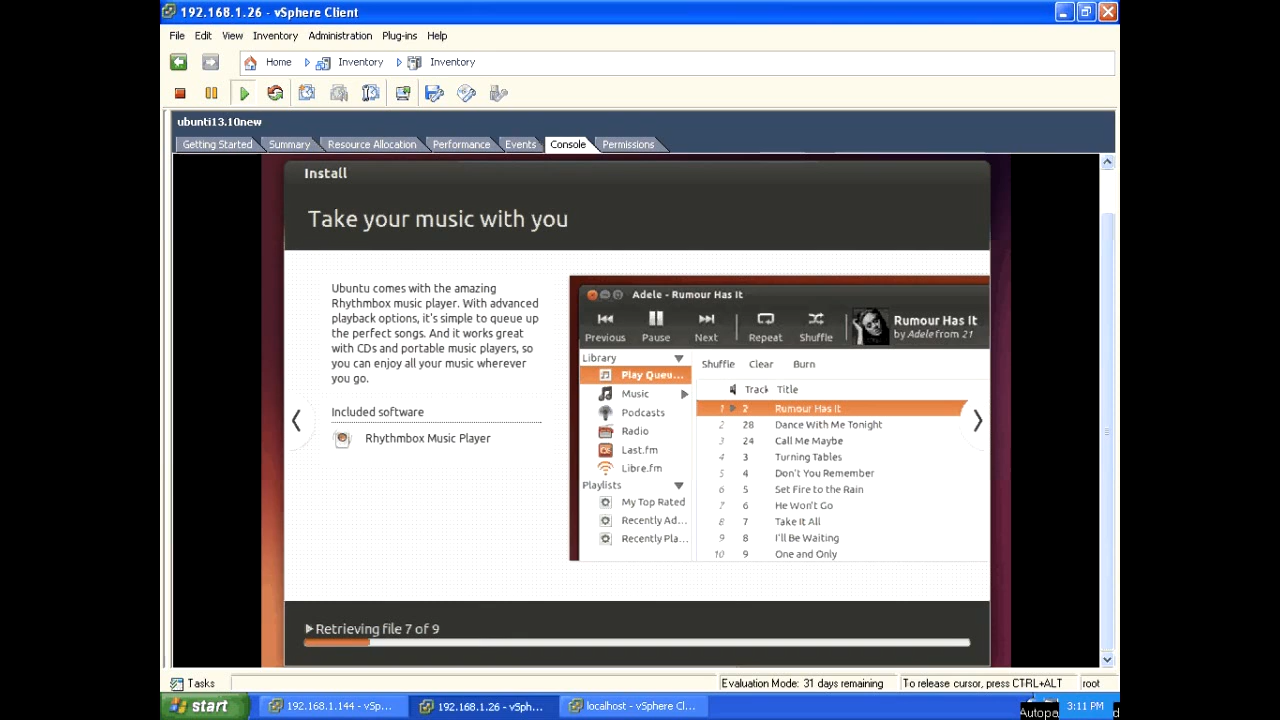 192.168.1.26 - vSphere Client
File Edit View Inventory Administration Plug-ins Help
Home Inventory Inventory
ubunti13.10new
Getting Started Summary Resource Allocation Performance Events Console Permissions
Install
Take your music with you
Ubuntu comes with the amazing
Rhythmbox music player. With advanced
playback options, it's simple to queue up
the perfect songs. And it works great
with CDs and portable music players, so
you can enjoy all your music wherever
you go.
Included software
Rhythmbox Music Player
Adele - Rumour Has It
Previous Pause Next Repeat Shuffle
Rumour Has It
by Adele from 21
Library
Play Queu...
Music
Podcasts
Radio
Last.fm
Libre.fm
Playlists
My Top Rated
Recently Ad...
Recently Pla...
Shuffle Clear Burn
Track Title
1 2 Rumour Has It
2 28 Dance With Me Tonight
3 24 Call Me Maybe
4 3 Turning Tables
5 4 Don't You Remember
6 5 Set Fire to the Rain
7 6 He Won't Go
8 7 Take It All
9 8 I'll Be Waiting
10 9 One and Only
Retrieving file 7 of 9
Tasks Evaluation Mode: 31 days remaining To release cursor, press CTRL+ALT root
start 192.168.1.144 - vSp... 192.168.1.26 - vSph... localhost - vSphere Cl... 3:11 PM